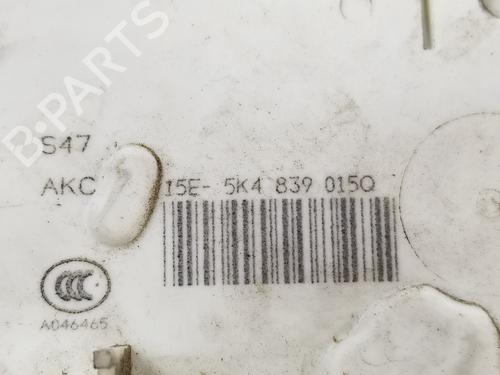 B-PARTS
S47
AKC 15E- 5K4 839 015Q
CCC
A046465